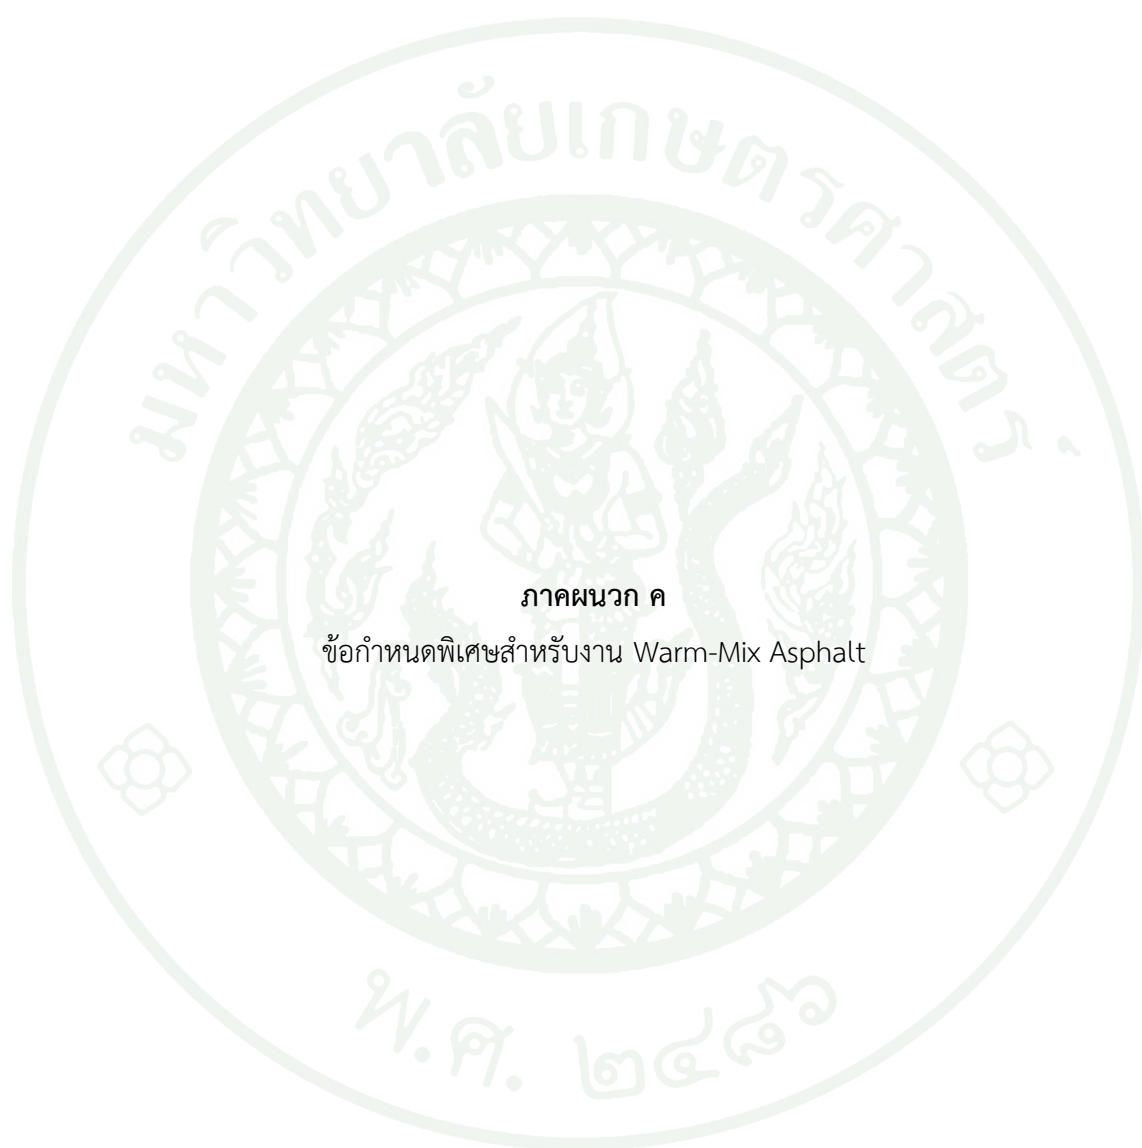 มหาวิทยาลัยเกษตรศาสตร์
ภาคผนวก ค
ข้อกำหนดพิเศษสำหรับงาน Warm-Mix Asphalt
พ.ศ. ๒๔๘๖